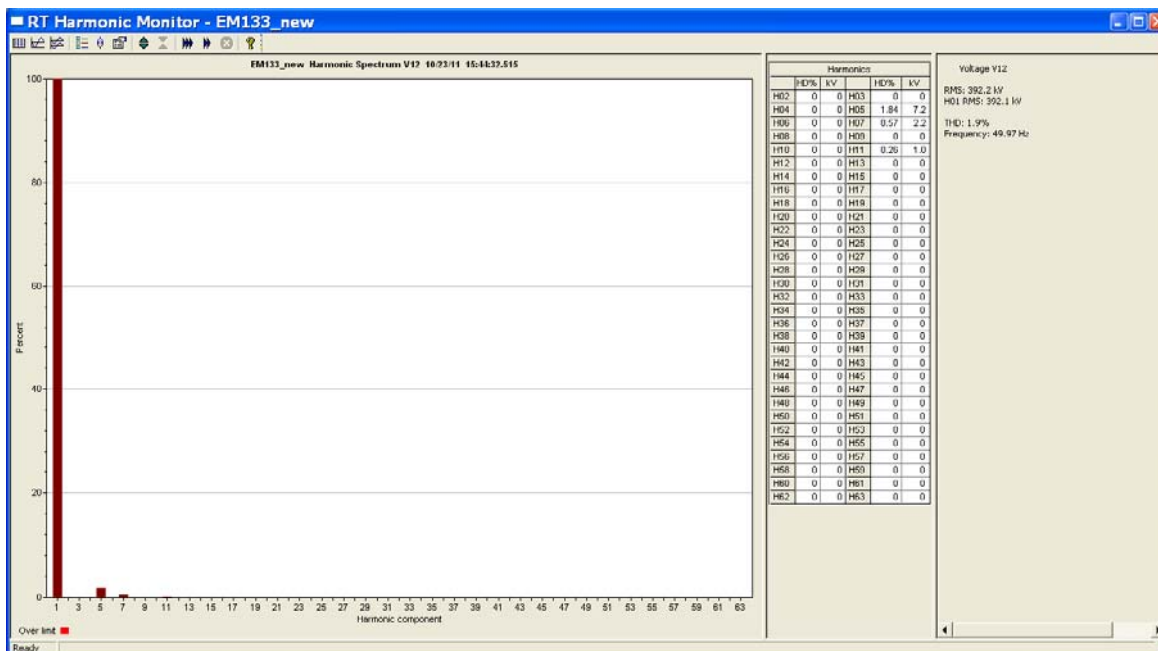 RT Harmonic Monitor - EM133_new
EM133_new Harmonic Spectrum V12 10/23/11 15:44:32.515
100
80
60
40
20
0
Percent
1 3 5 7 9 11 13 15 17 19 21 23 25 27 29 31 33 35 37 39 41 43 45 47 49 51 53 55 57 59 61 63
Harmonic component
Over limit
Harmonics
HD% kV HD% kV
H02 0 0 H03 0 0
H04 0 0 H05 1.84 7.2
H06 0 0 H07 0.57 2.2
H08 0 0 H09 0 0
H10 0 0 H11 0.26 1.0
H12 0 0 H13 0 0
H14 0 0 H15 0 0
H16 0 0 H17 0 0
H18 0 0 H19 0 0
H20 0 0 H21 0 0
H22 0 0 H23 0 0
H24 0 0 H25 0 0
H26 0 0 H27 0 0
H28 0 0 H29 0 0
H30 0 0 H31 0 0
H32 0 0 H33 0 0
H34 0 0 H35 0 0
H36 0 0 H37 0 0
H38 0 0 H39 0 0
H40 0 0 H41 0 0
H42 0 0 H43 0 0
H44 0 0 H45 0 0
H46 0 0 H47 0 0
H48 0 0 H49 0 0
H50 0 0 H51 0 0
H52 0 0 H53 0 0
H54 0 0 H55 0 0
H56 0 0 H57 0 0
H58 0 0 H59 0 0
H60 0 0 H61 0 0
H62 0 0 H63 0 0
Voltage V12
RMS: 392.2 kV
H01 RMS: 392.1 kV
THD: 1.9%
Frequency: 49.97 Hz
Ready